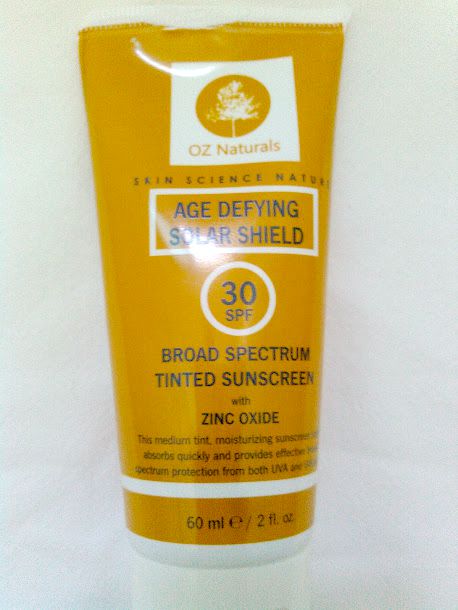 OZ Naturals
SKIN SCIENCE NATUR
AGE DEFYING
SOLAR SHIELD
30
SPF
BROAD SPECTRUM
TINTED SUNSCREEN
with
ZINC OXIDE
This medium tint, moisturizing sunscreen
absorbs quickly and provides effective
spectrum protection from both UVA and
60 ml ℮ / 2 fl. oz.